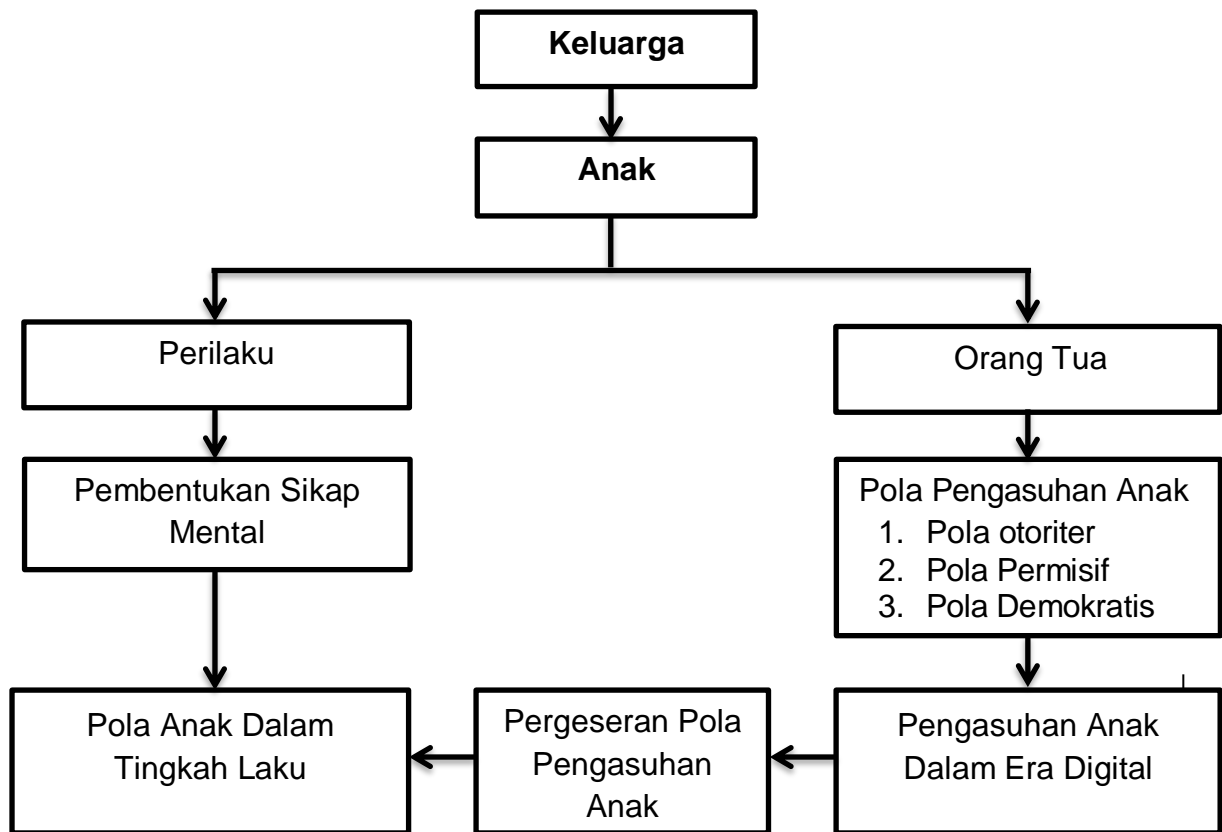 Keluarga
Anak
Perilaku
Orang Tua
Pembentukan Sikap
Mental
Pola Pengasuhan Anak
1. Pola otoriter
2. Pola Permisif
3. Pola Demokratis
Pola Anak Dalam
Tingkah Laku
Pergeseran Pola
Pengasuhan
Anak
Pengasuhan Anak
Dalam Era Digital